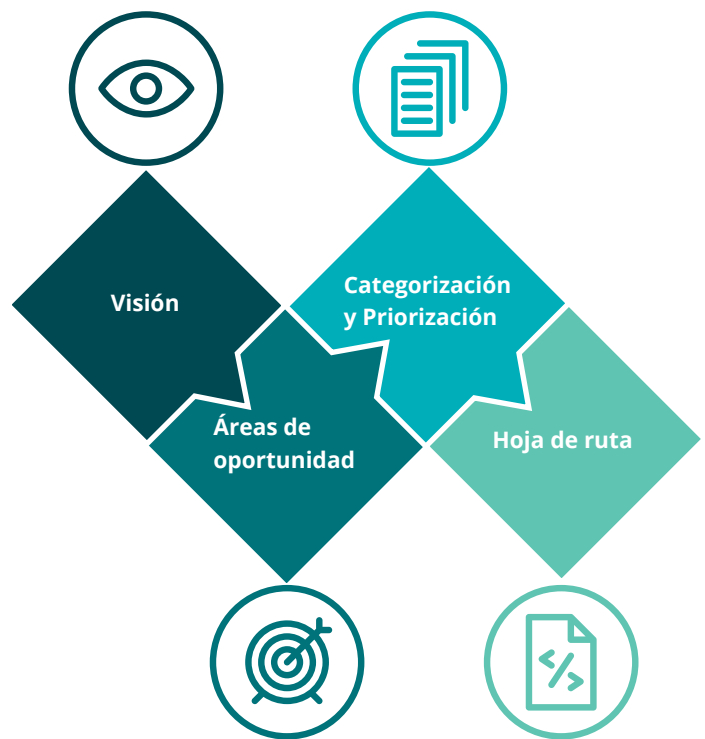 Visión
Categorización
y Priorización
Áreas de
oportunidad
Hoja de ruta